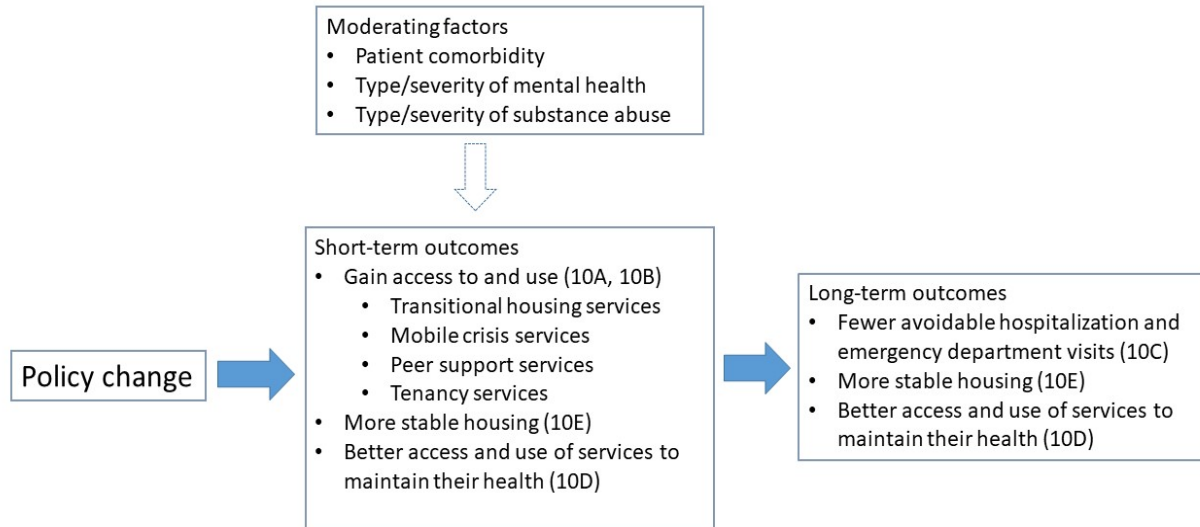 Moderating factors
• Patient comorbidity
• Type/severity of mental health
• Type/severity of substance abuse
Policy change
Short-term outcomes
• Gain access to and use (10A, 10B)
• Transitional housing services
• Mobile crisis services
• Peer support services
• Tenancy services
• More stable housing (10E)
• Better access and use of services to
maintain their health (10D)
Long-term outcomes
• Fewer avoidable hospitalization and
emergency department visits (10C)
• More stable housing (10E)
• Better access and use of services to
maintain their health (10D)